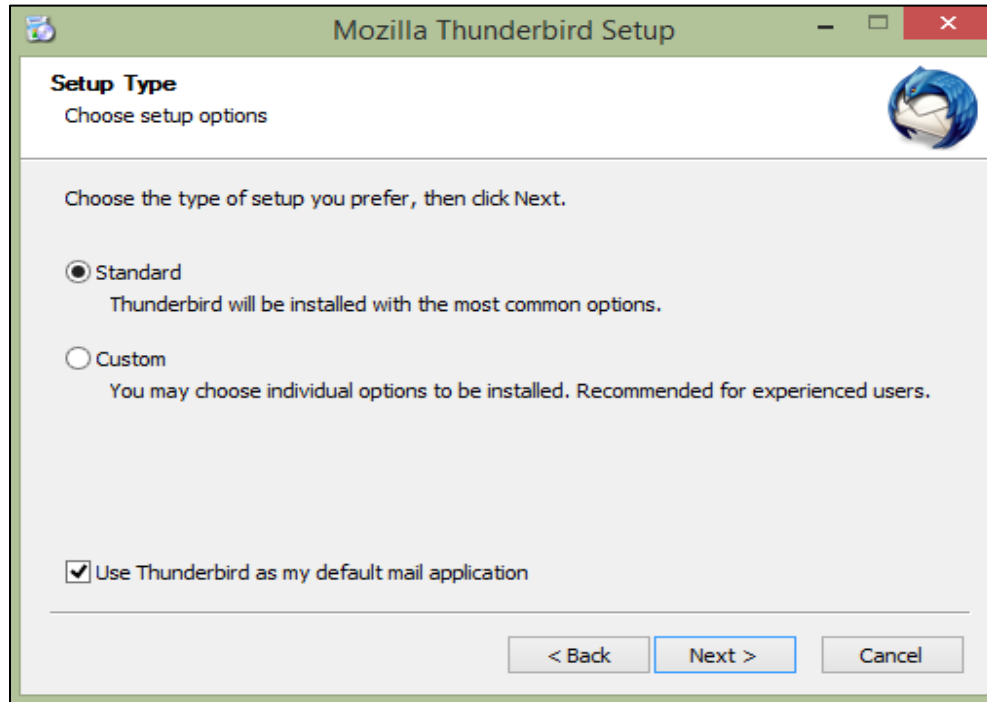 Mozilla Thunderbird Setup
Setup Type
Choose setup options
Choose the type of setup you prefer, then click Next.
Standard
Thunderbird will be installed with the most common options.
Custom
You may choose individual options to be installed. Recommended for experienced users.
Use Thunderbird as my default mail application
< Back
Next >
Cancel